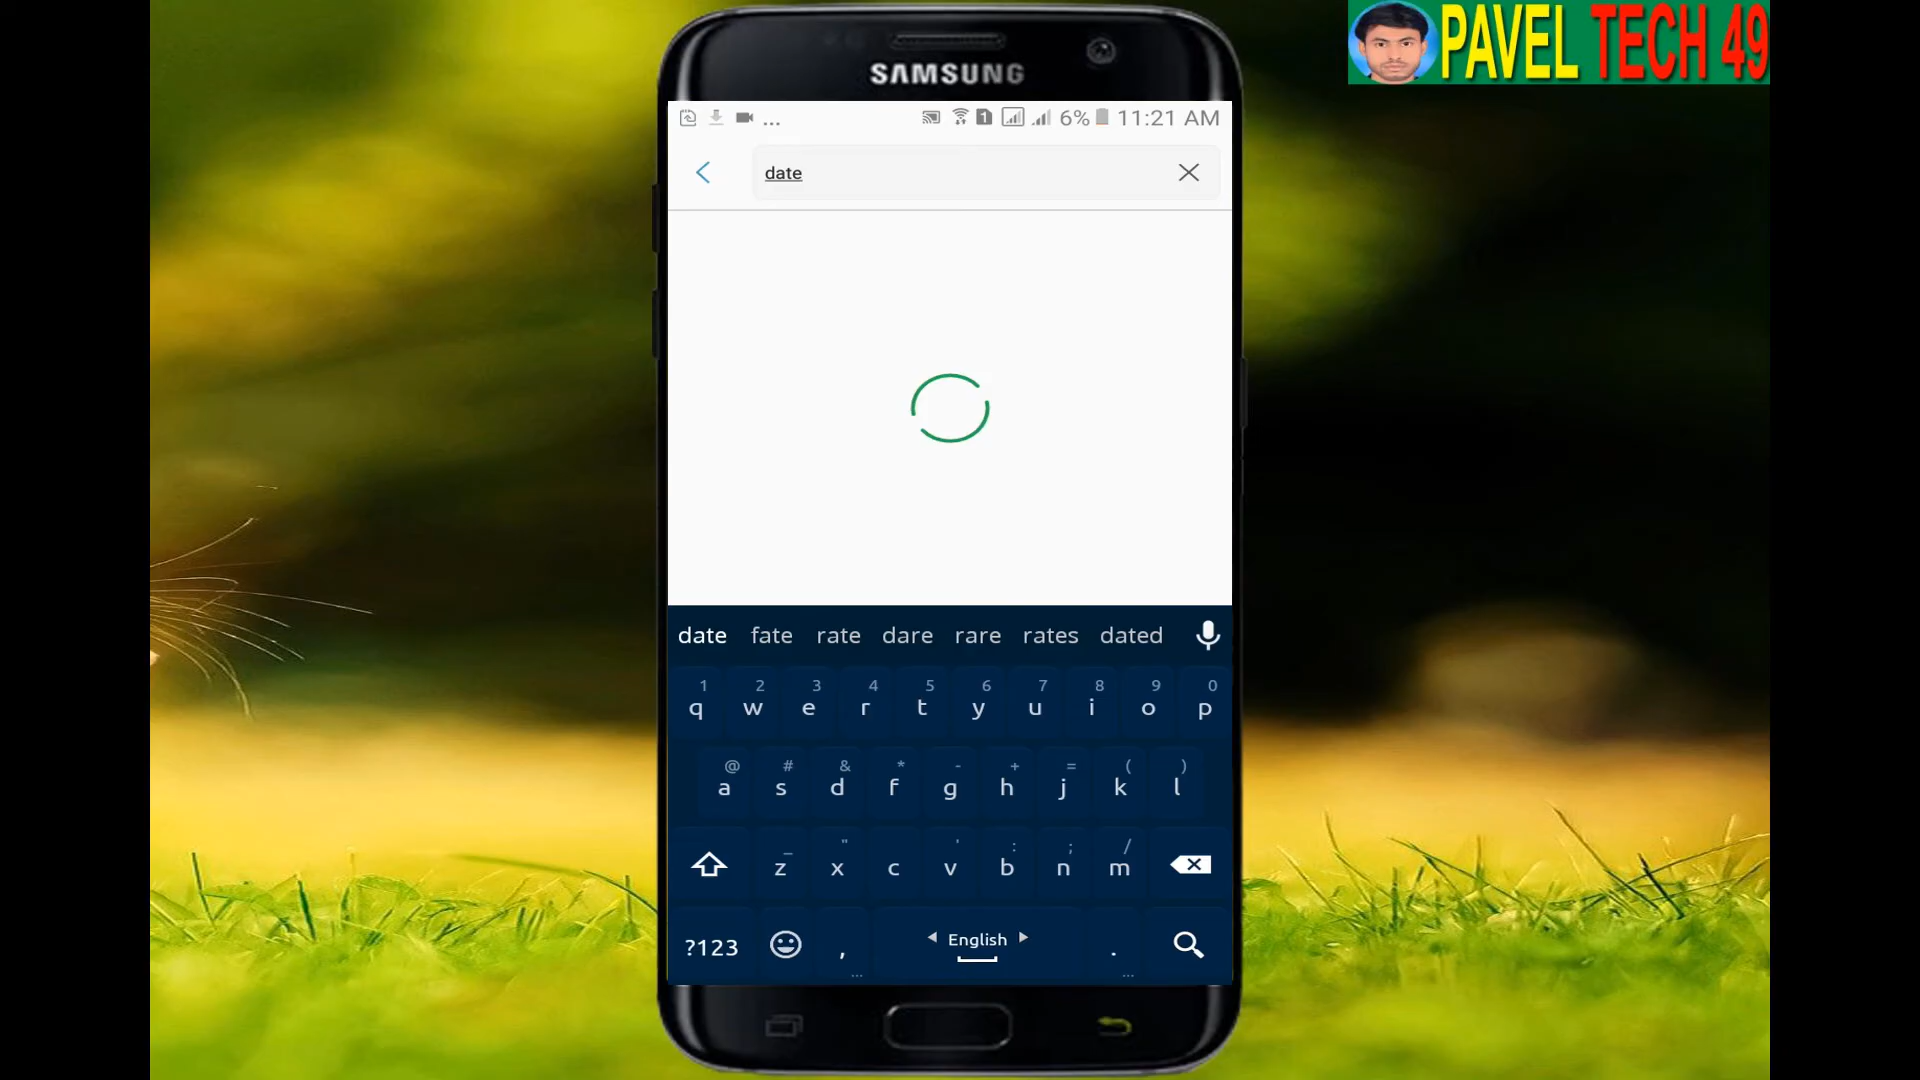 PAVEL TECH 49
SAMSUNG
... 1 6% 11:21 AM
date
date fate rate dare rare rates dated
1 2 3 4 5 6 7 8 9 0
q w e r t y u i o p
@ # & * - + = ( )
a s d f g h j k l
_ " ' : ; /
z x c v b n m
?123 , English .
... ...